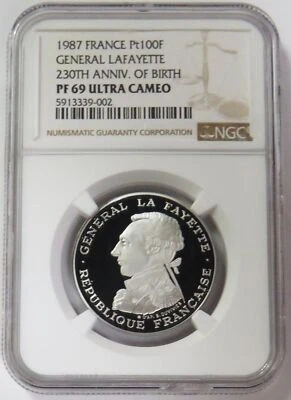 1987 FRANCE Pt100F
GENERAL LAFAYETTE
230TH ANNIV. OF BIRTH
PF 69 ULTRA CAMEO
5913339-002
NUMISMATIC GUARANTY CORPORATION
NGC
GENERAL LA FAYETTE
REPUBLIQUE FRANCAISE